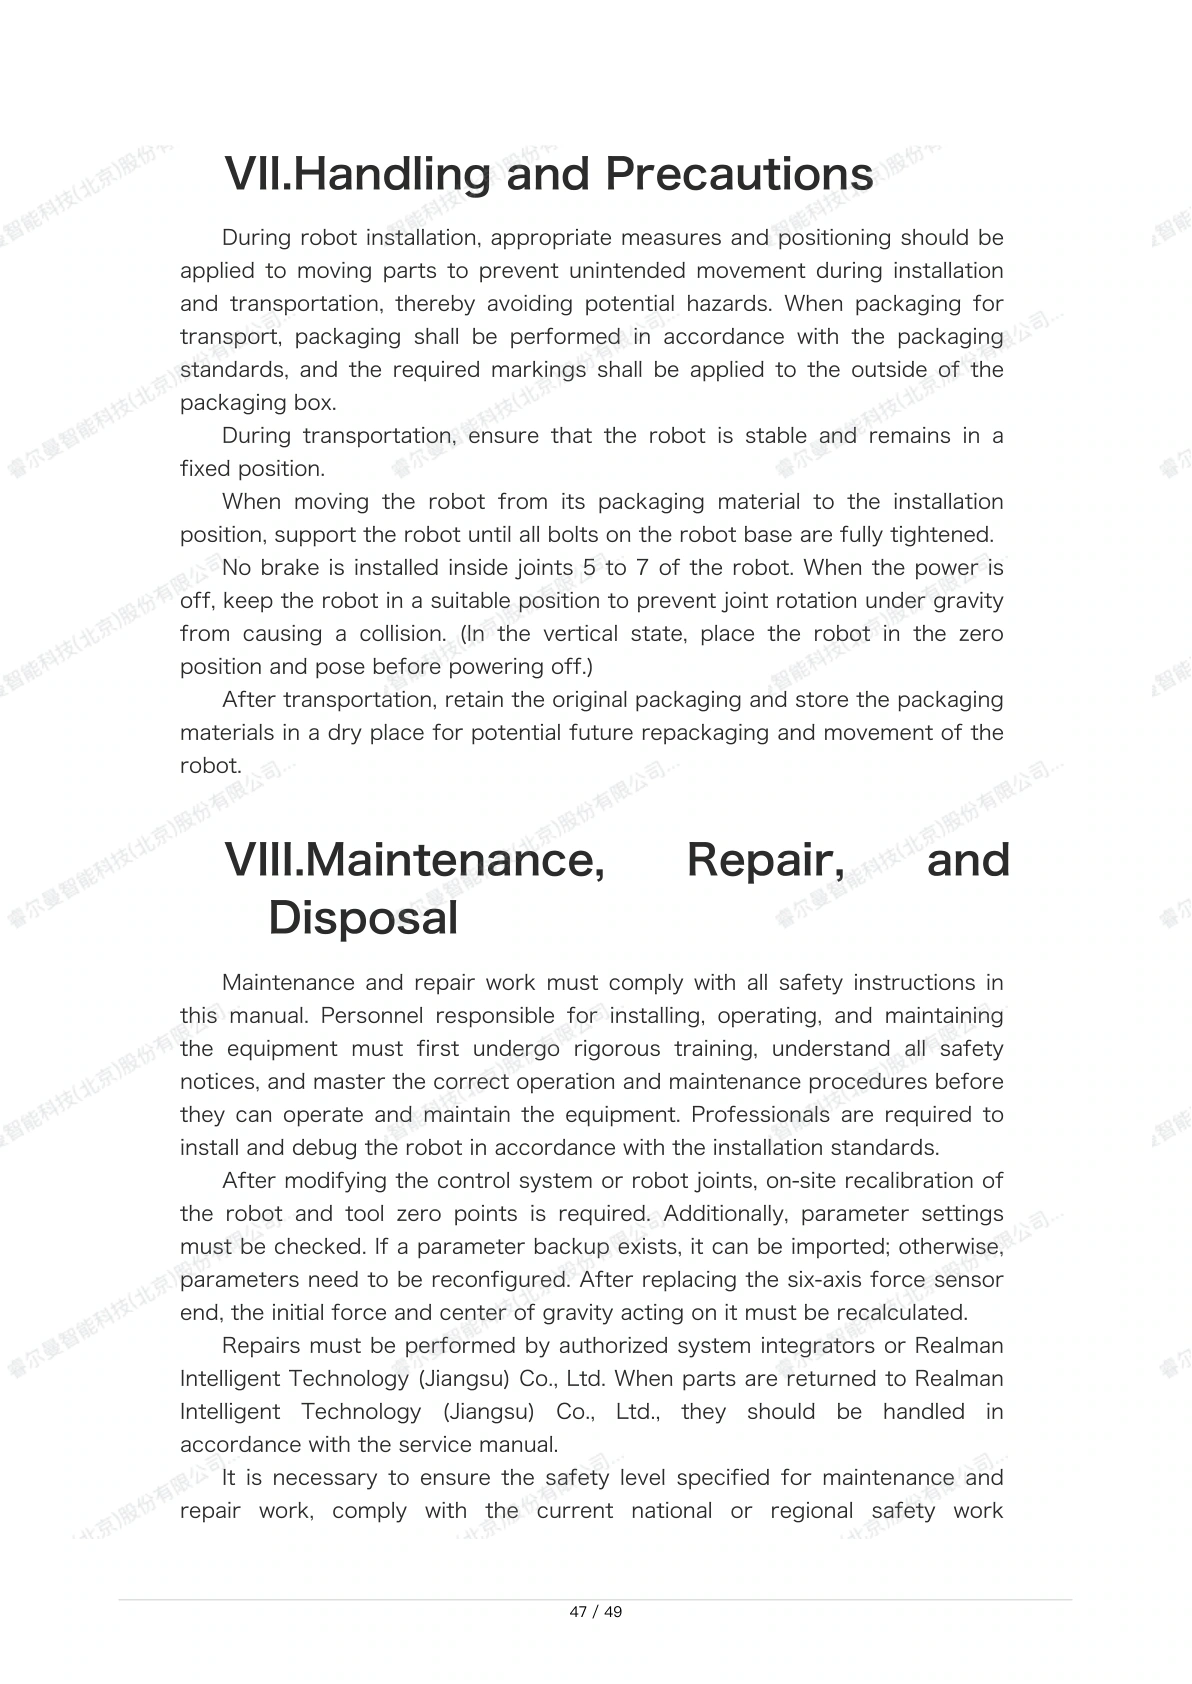 VII.Handling and Precautions
During robot installation, appropriate measures and positioning should be
applied to moving parts to prevent unintended movement during installation
and transportation, thereby avoiding potential hazards. When packaging for
transport, packaging shall be performed in accordance with the packaging
standards, and the required markings shall be applied to the outside of the
packaging box.
During transportation, ensure that the robot is stable and remains in a
fixed position.
When moving the robot from its packaging material to the installation
position, support the robot until all bolts on the robot base are fully tightened.
No brake is installed inside joints 5 to 7 of the robot. When the power is
off, keep the robot in a suitable position to prevent joint rotation under gravity
from causing a collision. (In the vertical state, place the robot in the zero
position and pose before powering off.)
After transportation, retain the original packaging and store the packaging
materials in a dry place for potential future repackaging and movement of the
robot.
VIII.Maintenance, Repair, and
Disposal
Maintenance and repair work must comply with all safety instructions in
this manual. Personnel responsible for installing, operating, and maintaining
the equipment must first undergo rigorous training, understand all safety
notices, and master the correct operation and maintenance procedures before
they can operate and maintain the equipment. Professionals are required to
install and debug the robot in accordance with the installation standards.
After modifying the control system or robot joints, on-site recalibration of
the robot and tool zero points is required. Additionally, parameter settings
must be checked. If a parameter backup exists, it can be imported; otherwise,
parameters need to be reconfigured. After replacing the six-axis force sensor
end, the initial force and center of gravity acting on it must be recalculated.
Repairs must be performed by authorized system integrators or Realman
Intelligent Technology (Jiangsu) Co., Ltd. When parts are returned to Realman
Intelligent Technology (Jiangsu) Co., Ltd., they should be handled in
accordance with the service manual.
It is necessary to ensure the safety level specified for maintenance and
repair work, comply with the current national or regional safety work
47 / 49
睿尔曼智能科技(北京)股份有限公司...